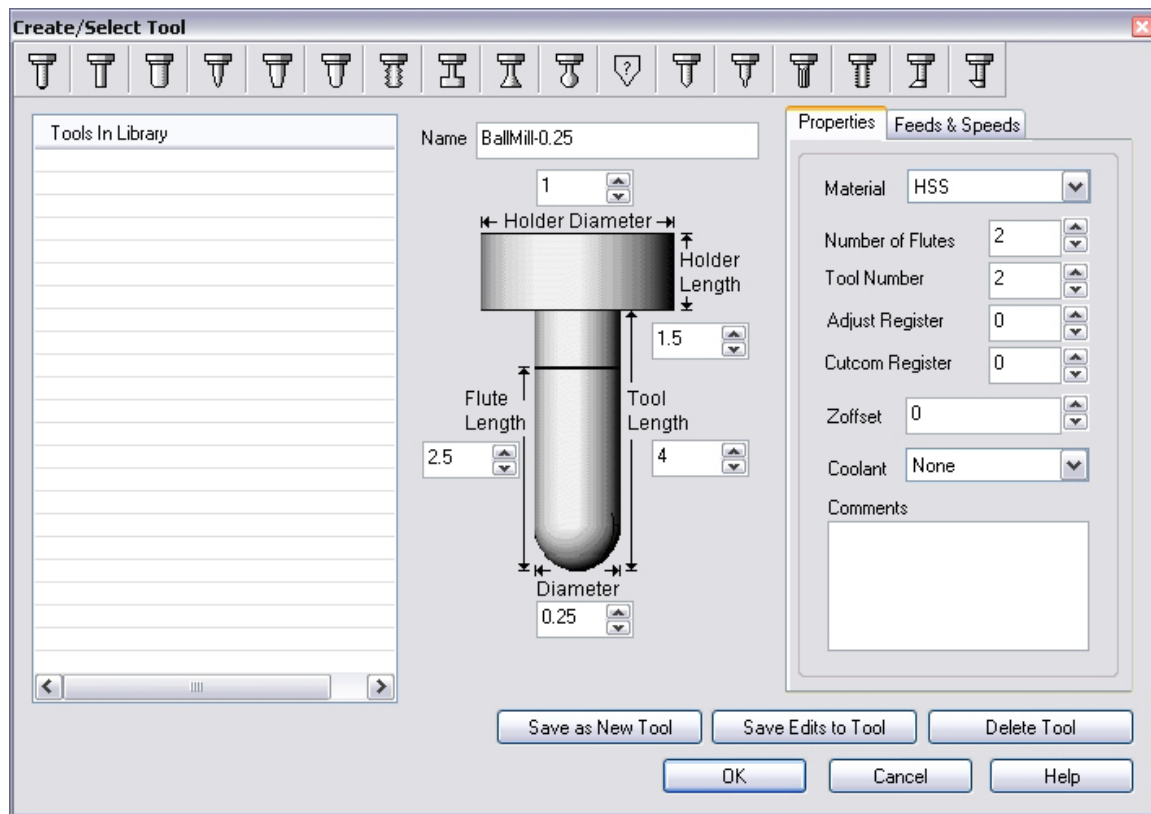 Create/Select Tool
?
Tools In Library
Name BallMill-0.25
1
Holder Diameter
Holder
Length
1.5
Flute
Length
2.5
Tool
Length
4
Diameter
0.25
Properties Feeds & Speeds
Material HSS
Number of Flutes 2
Tool Number 2
Adjust Register 0
Cutcom Register 0
Zoffset 0
Coolant None
Comments
Save as New Tool Save Edits to Tool Delete Tool
OK Cancel Help